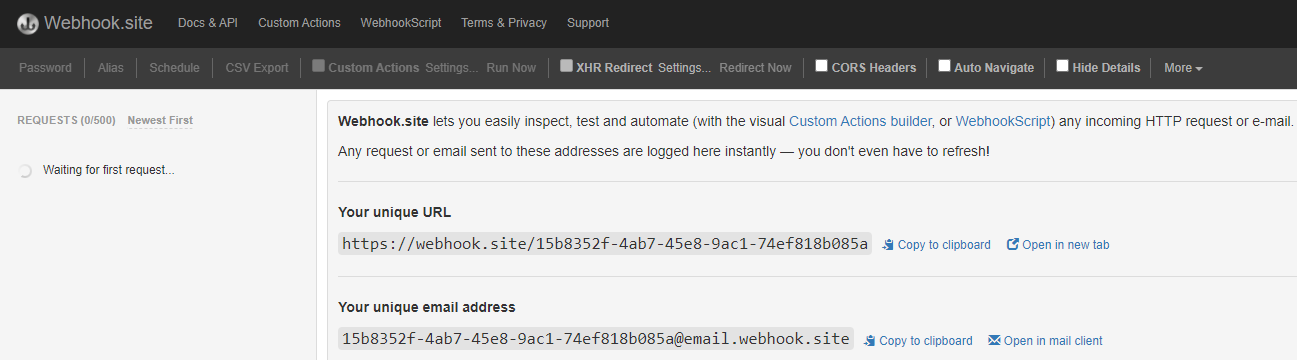 Webhook.site Docs & API Custom Actions WebhookScript Terms & Privacy Support
Password Alias Schedule CSV Export Custom Actions Settings... Run Now XHR Redirect Settings... Redirect Now CORS Headers Auto Navigate Hide Details More
REQUESTS (0/500) Newest First
Waiting for first request...
Webhook.site lets you easily inspect, test and automate (with the visual Custom Actions builder, or WebhookScript) any incoming HTTP request or e-mail.
Any request or email sent to these addresses are logged here instantly — you don't even have to refresh!
Your unique URL
https://webhook.site/15b8352f-4ab7-45e8-9ac1-74ef818b085a Copy to clipboard Open in new tab
Your unique email address
15b8352f-4ab7-45e8-9ac1-74ef818b085a@email.webhook.site Copy to clipboard Open in mail client